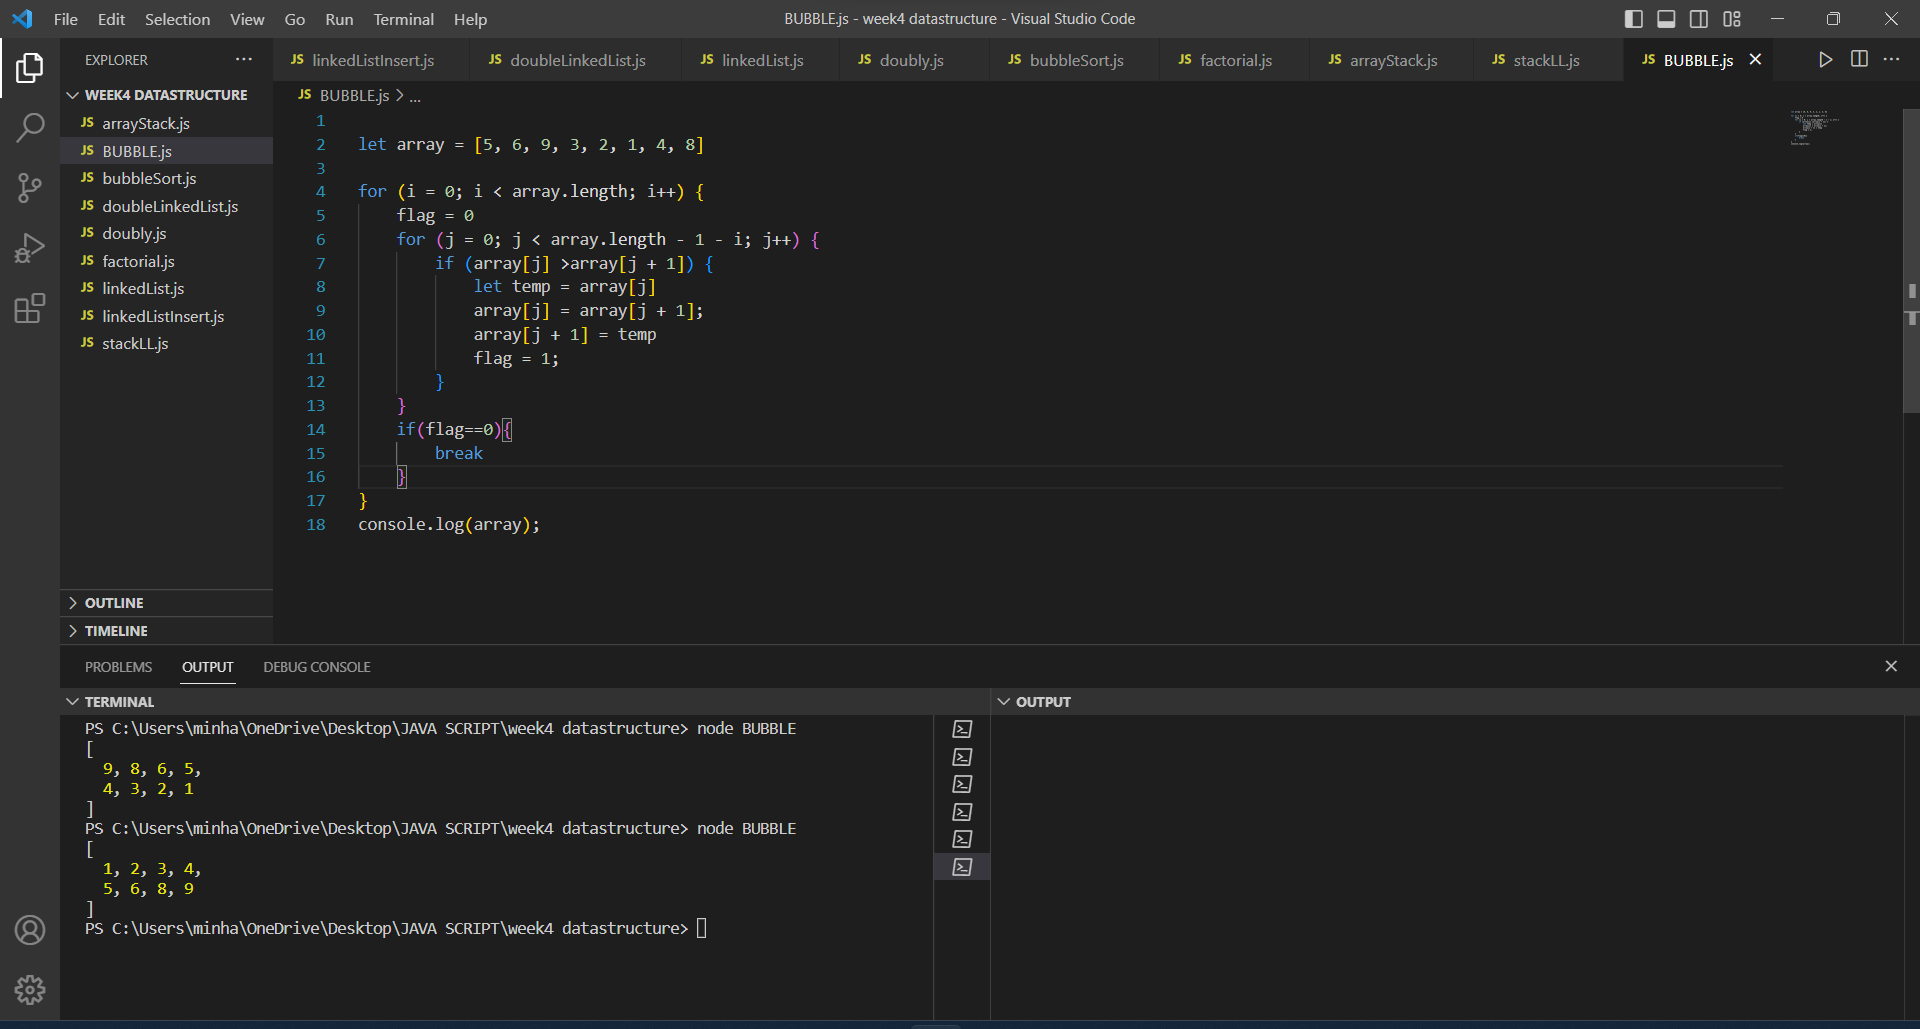 File Edit Selection View Go Run Terminal Help
BUBBLE.js - week4 datastructure - Visual Studio Code
EXPLORER
JS linkedListInsert.js JS doubleLinkedList.js JS linkedList.js JS doubly.js JS bubbleSort.js JS factorial.js JS arrayStack.js JS stackLL.js JS BUBBLE.js
WEEK4 DATASTRUCTURE
JS arrayStack.js
JS BUBBLE.js
JS bubbleSort.js
JS doubleLinkedList.js
JS doubly.js
JS factorial.js
JS linkedList.js
JS linkedListInsert.js
JS stackLL.js
OUTLINE
TIMELINE
JS BUBBLE.js > ...
1
2 let array = [5, 6, 9, 3, 2, 1, 4, 8]
3
4 for (i = 0; i < array.length; i++) {
5 flag = 0
6 for (j = 0; j < array.length - 1 - i; j++) {
7 if (array[j] >array[j + 1]) {
8 let temp = array[j]
9 array[j] = array[j + 1];
10 array[j + 1] = temp
11 flag = 1;
12 }
13 }
14 if(flag==0){
15 break
16 }
17 }
18 console.log(array);
PROBLEMS OUTPUT DEBUG CONSOLE
TERMINAL
PS C:\Users\minha\OneDrive\Desktop\JAVA SCRIPT\week4 datastructure> node BUBBLE
[
9, 8, 6, 5,
4, 3, 2, 1
]
PS C:\Users\minha\OneDrive\Desktop\JAVA SCRIPT\week4 datastructure> node BUBBLE
[
1, 2, 3, 4,
5, 6, 8, 9
]
PS C:\Users\minha\OneDrive\Desktop\JAVA SCRIPT\week4 datastructure>
OUTPUT